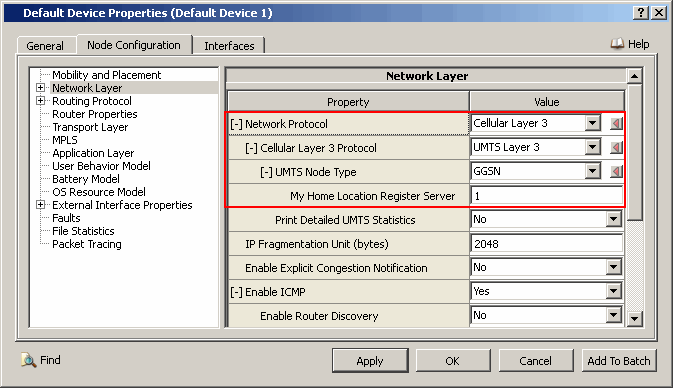 Default Device Properties (Default Device 1)
General Node Configuration Interfaces Help
Mobility and Placement
Network Layer
Routing Protocol
Router Properties
Transport Layer
MPLS
Application Layer
User Behavior Model
Battery Model
OS Resource Model
External Interface Properties
Faults
File Statistics
Packet Tracing
Network Layer
Property Value
[-] Network Protocol Cellular Layer 3
[-] Cellular Layer 3 Protocol UMTS Layer 3
[-] UMTS Node Type GGSN
My Home Location Register Server 1
Print Detailed UMTS Statistics No
IP Fragmentation Unit (bytes) 2048
Enable Explicit Congestion Notification No
[-] Enable ICMP Yes
Enable Router Discovery No
Find Apply OK Cancel Add To Batch